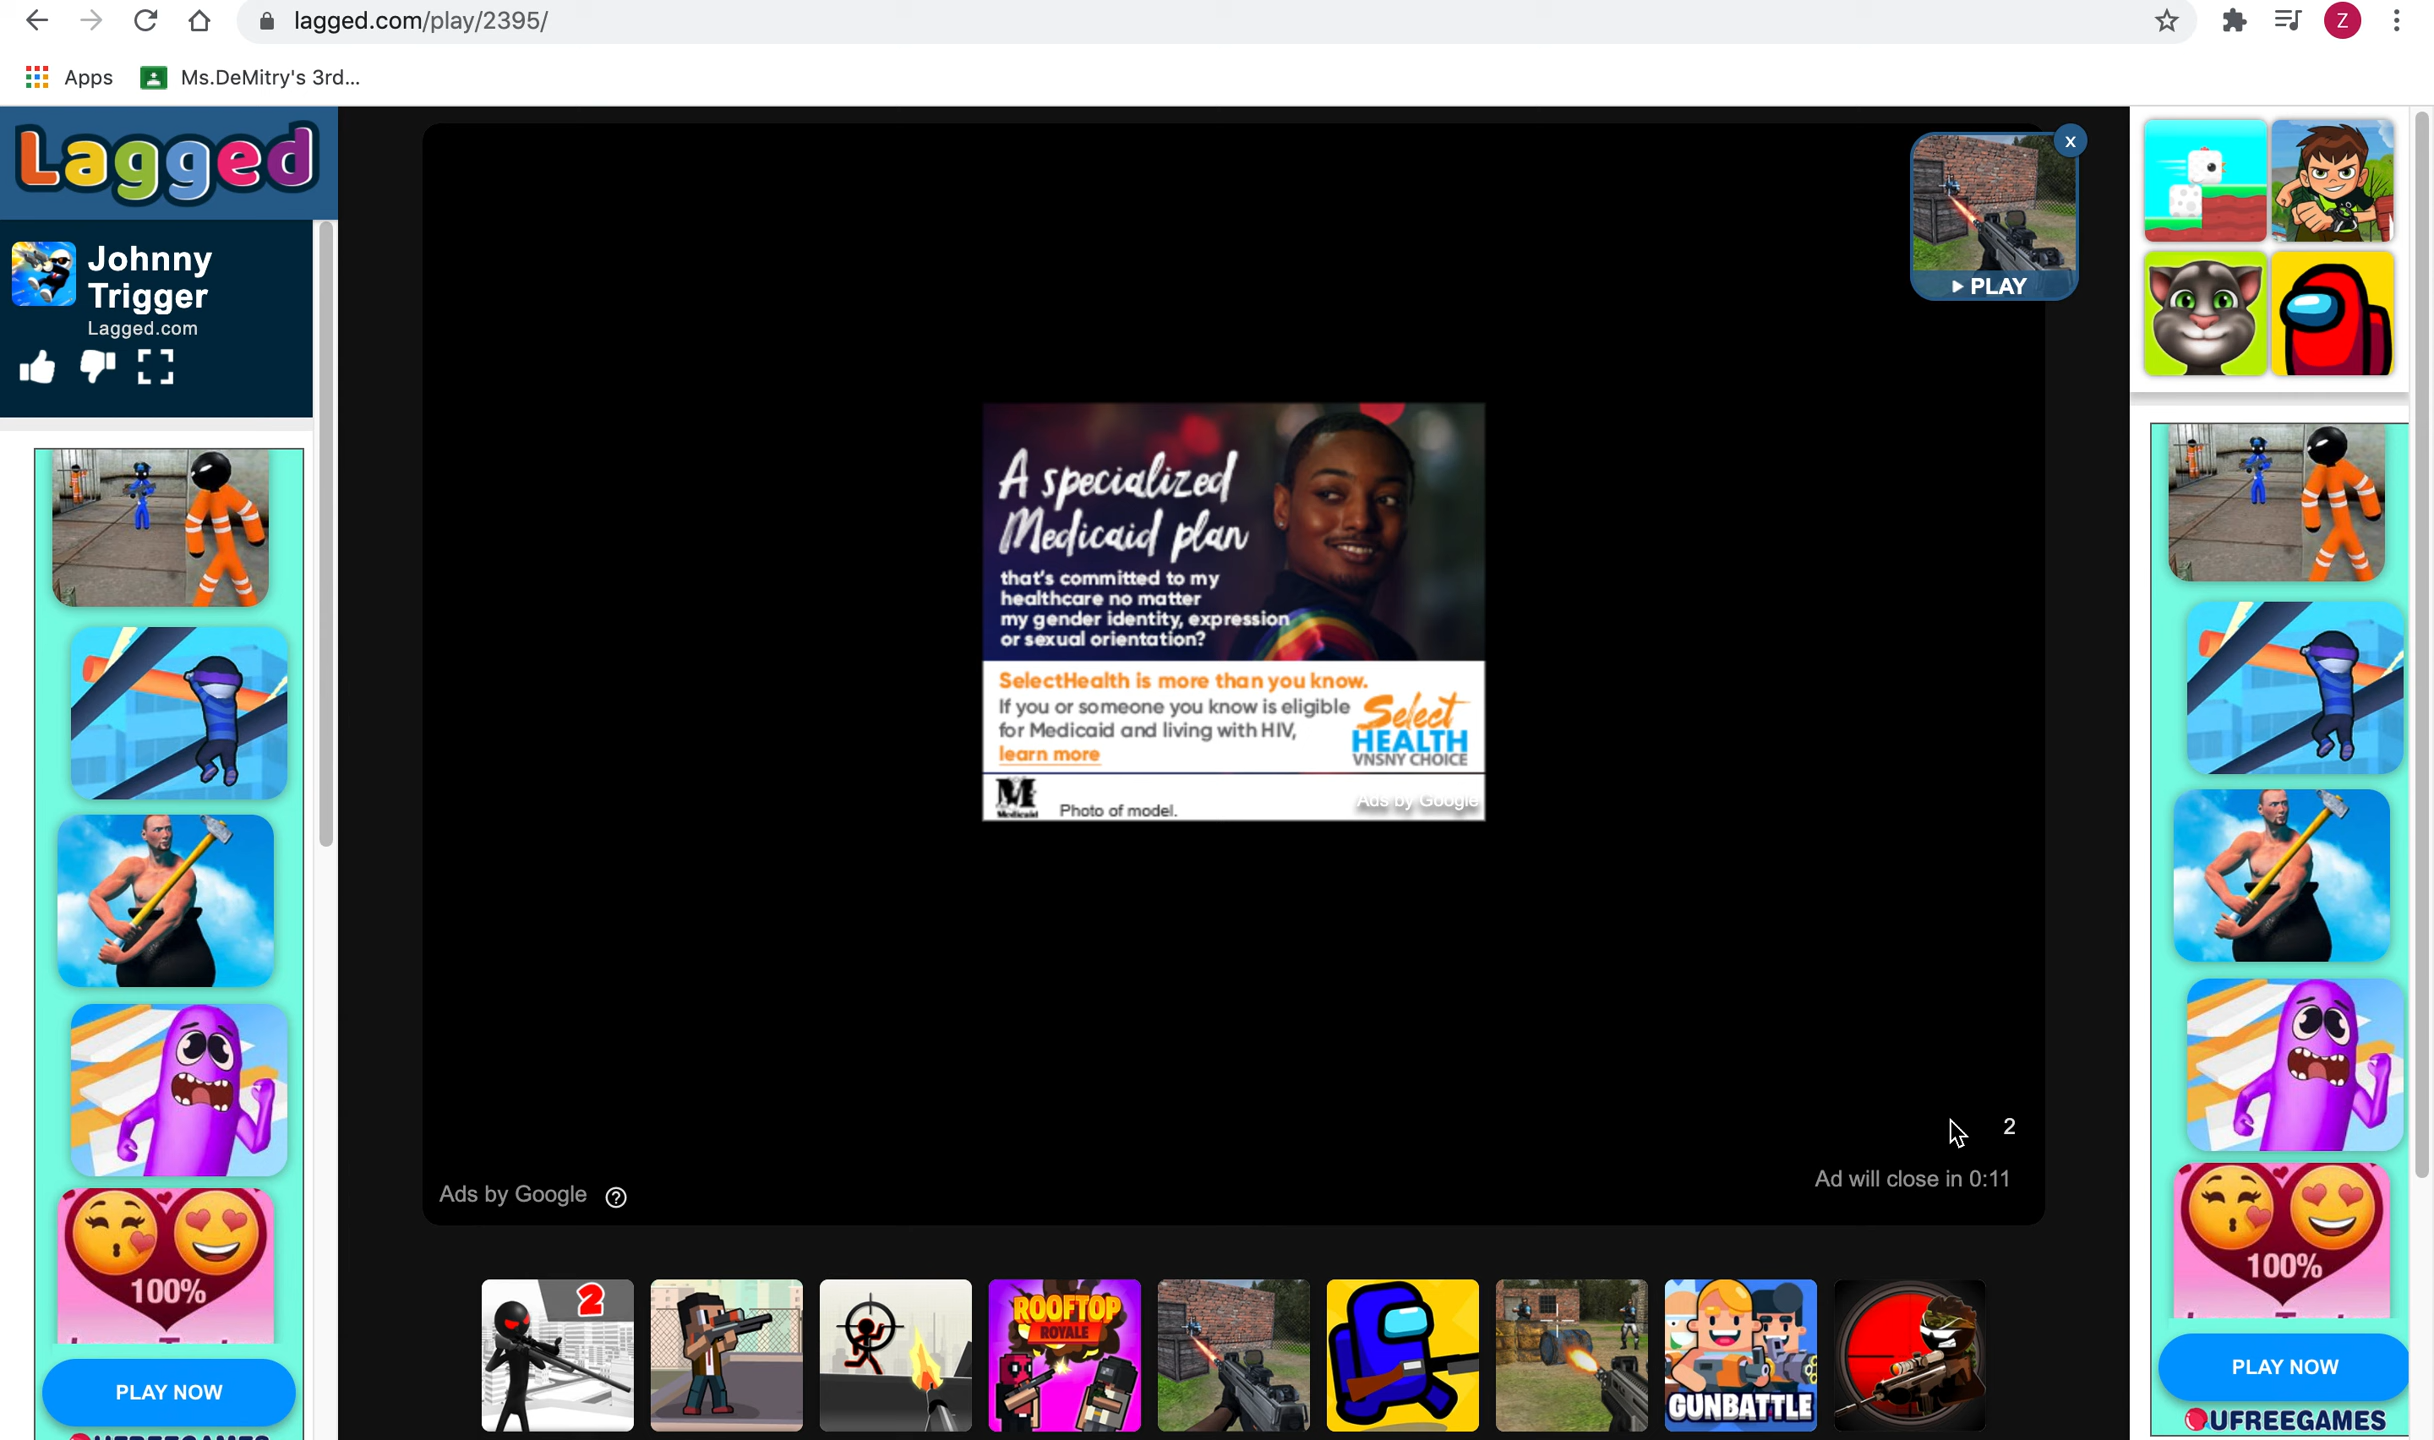 lagged.com/play/2395/
Z
Apps
Ms.DeMitry's 3rd...
Lagged
Johnny
Trigger
Lagged.com
x
PLAY
A specialized
Medicaid plan
that's committed to my
healthcare no matter
my gender identity, expression
or sexual orientation?
SelectHealth is more than you know.
If you or someone you know is eligible
for Medicaid and living with HIV,
learn more
Select
HEALTH
VNSNY CHOICE
M
Medicaid
Photo of model.
Ads by Google
2
Ad will close in 0:11
Ads by Google ?
100%
PLAY NOW
UFREEGAMES
100%
PLAY NOW
UFREEGAMES
2
ROOFTOP
ROYALE
GUNBATTLE